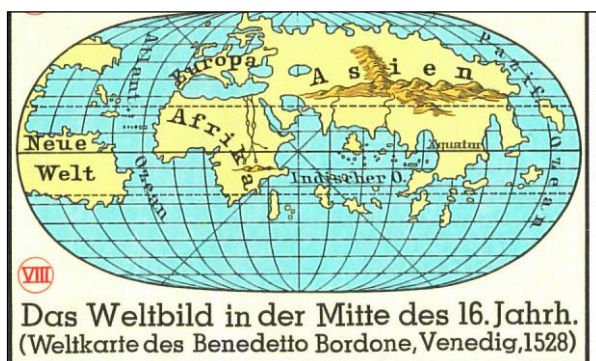 Atlant.
Europa
Asien
Pazif.
Afrika
Neue
Welt
Ozean
Indischer O.
Äquator
Ozean
VIII
Das Weltbild in der Mitte des 16. Jahrh.
(Weltkarte des Benedetto Bordone, Venedig, 1528)